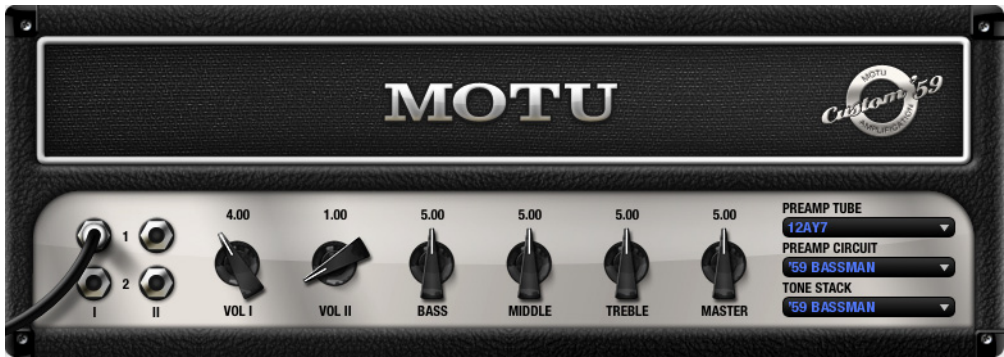 MOTU
MOTU
Custom '59
AMPLIFICATION
4.00 1.00 5.00 5.00 5.00 5.00
PREAMP TUBE
12AY7
PREAMP CIRCUIT
'59 BASSMAN
TONE STACK
'59 BASSMAN
1
2
I II VOL I VOL II BASS MIDDLE TREBLE MASTER